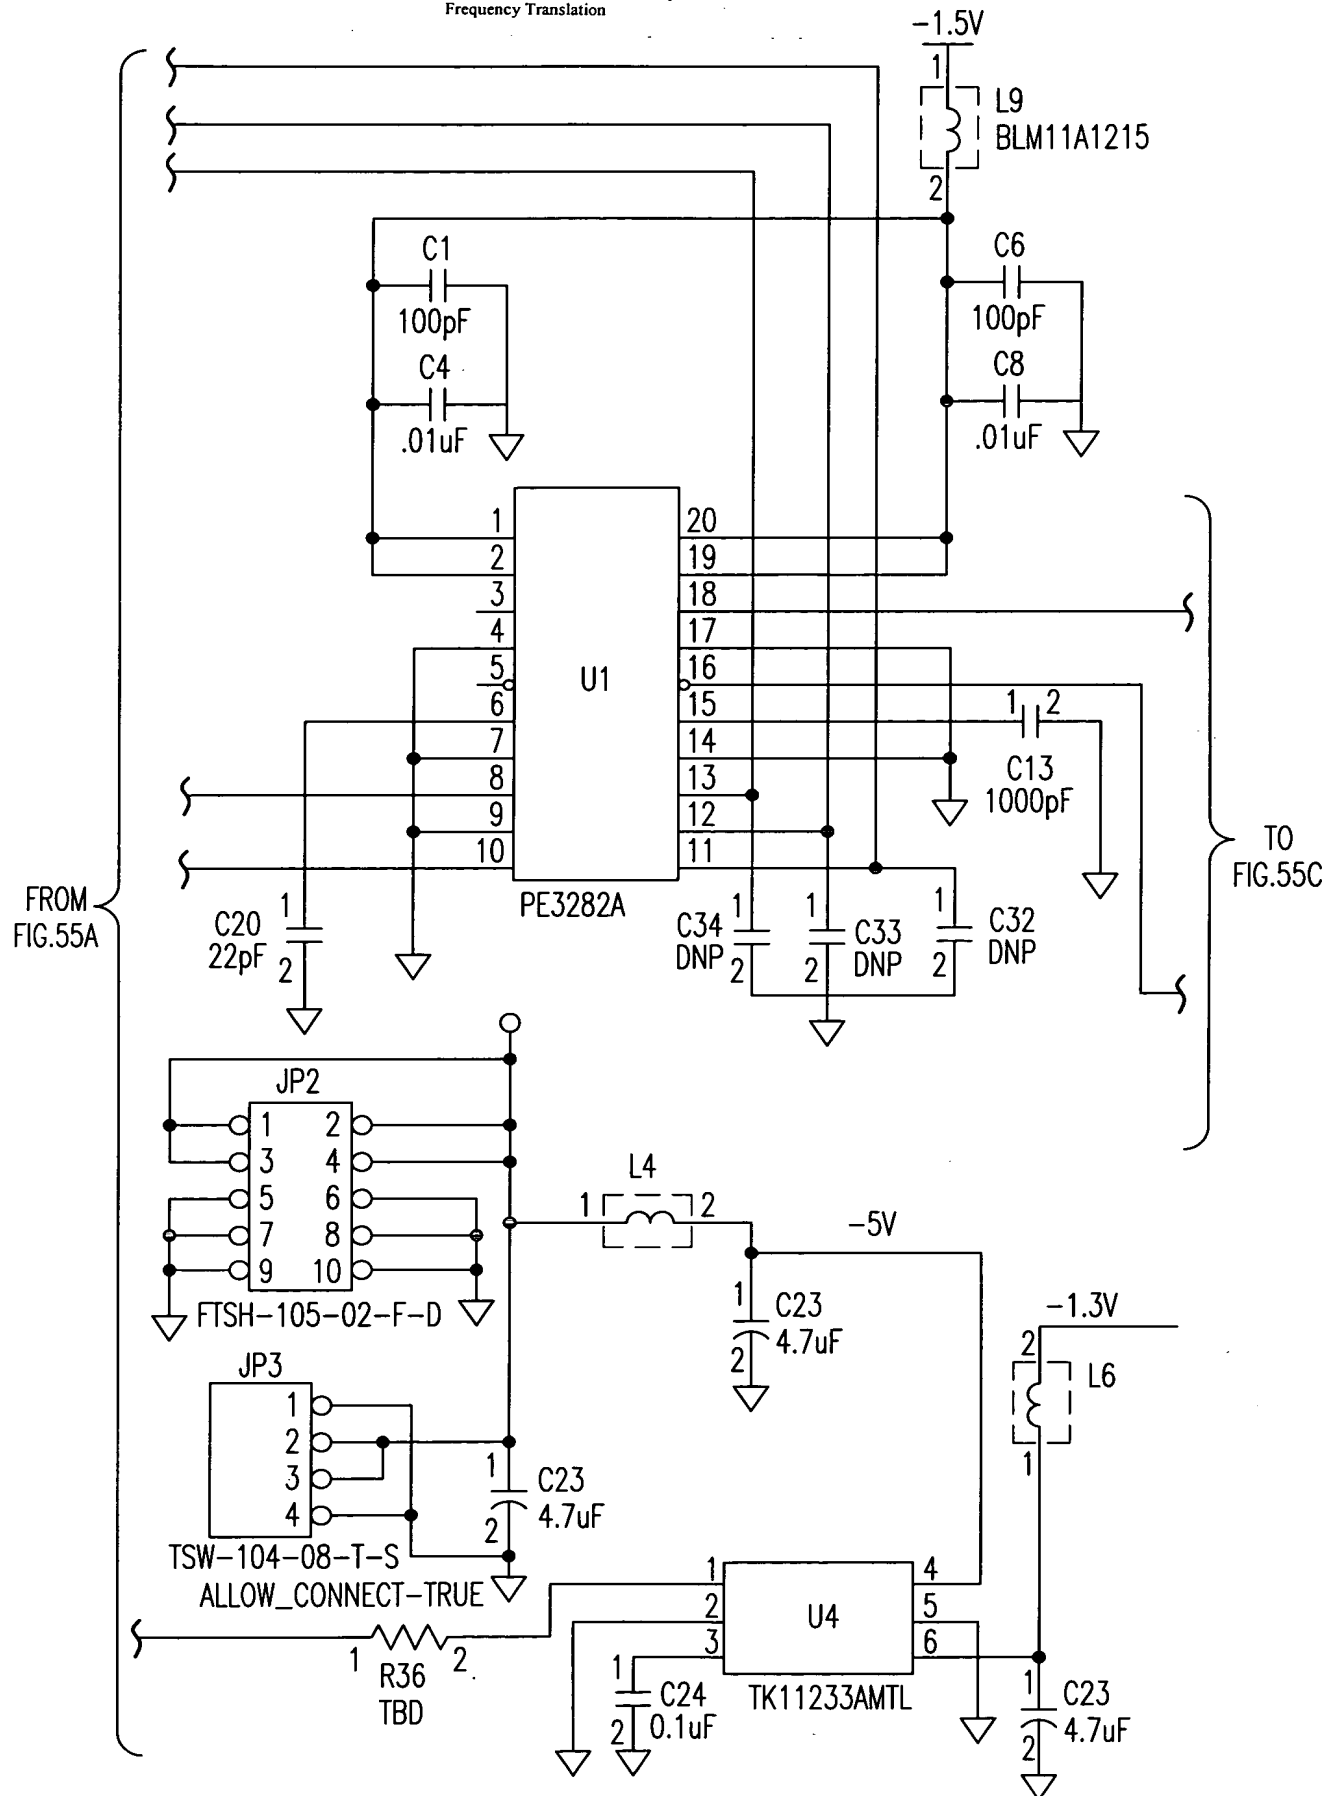 Frequency Translation
-1.5V
1
L9
BLM11A1215
2
C1
100pF
C4
.01uF
C6
100pF
C8
.01uF
1
2
3
4
5
6
7
8
9
10
U1
20
19
18
17
16
15
14
13
12
11
PE3282A
1
2
C13
1000pF
TO
FIG.55C
FROM
FIG.55A
C20
22pF
1
2
C34
DNP
1
2
C33
DNP
1
2
C32
DNP
1
2
JP2
1
2
3
4
5
6
7
8
9
10
FTSH-105-02-F-D
L4
1
2
-5V
1
C23
4.7uF
2
-1.3V
2
L6
1
JP3
1
2
3
4
TSW-104-08-T-S
ALLOW_CONNECT-TRUE
1
C23
4.7uF
2
1
2
R36
TBD
1
2
3
U4
4
5
6
TK11233AMTL
1
C24
0.1uF
2
1
C23
4.7uF
2